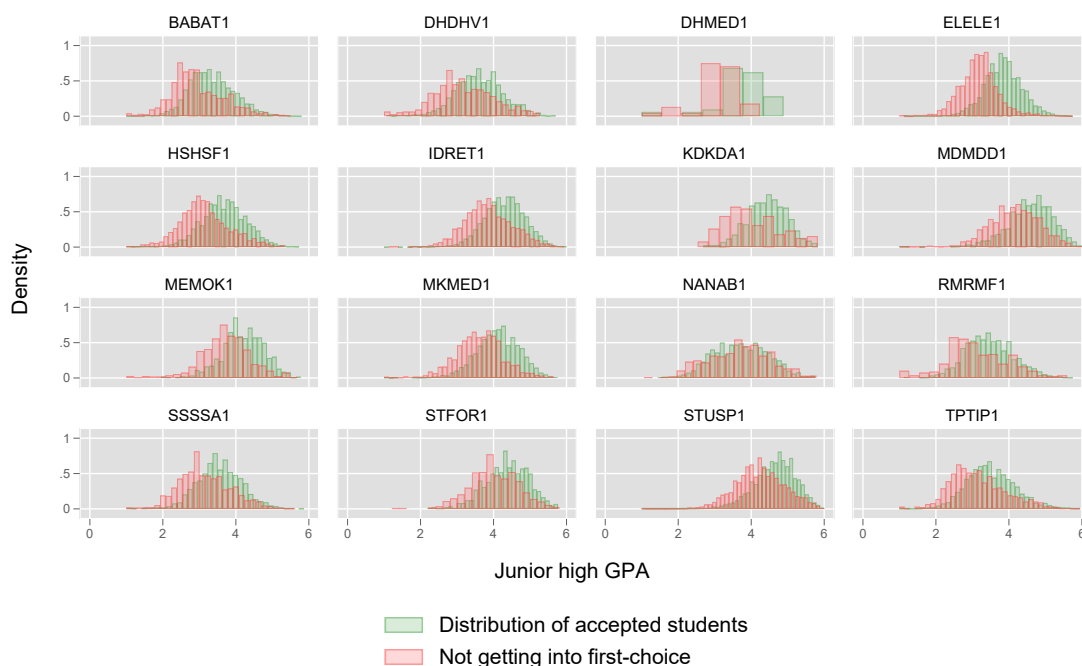 BABAT1 DHDHV1 DHMED1 ELELE1
1
.5
0
HSHSF1 IDRET1 KDKDA1 MDMDD1
1
.5
0
MEMOK1 MKMED1 NANAB1 RMRMF1
1
.5
0
SSSSA1 STFOR1 STUSP1 TPTIP1
1
.5
0
0 2 4 6 0 2 4 6 0 2 4 6 0 2 4 6
Density
Junior high GPA
Distribution of accepted students
Not getting into first-choice